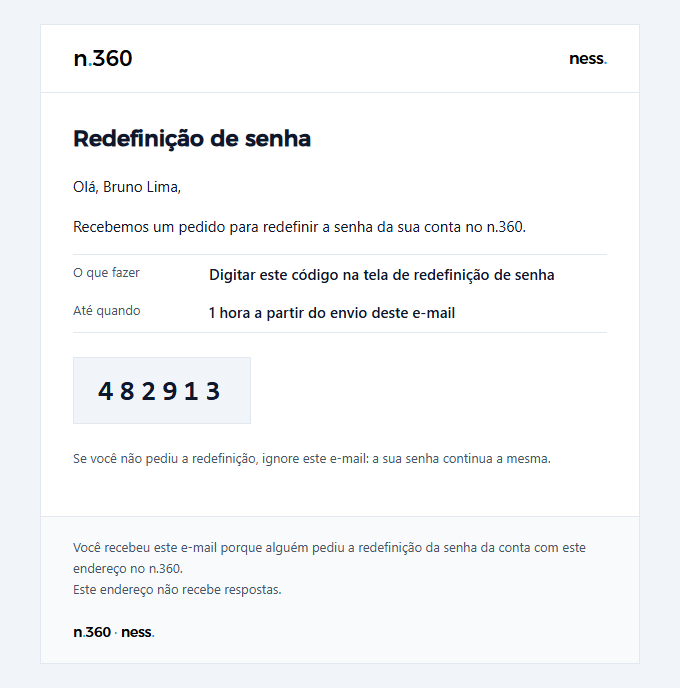 n.360
ness.
Redefinição de senha
Olá, Bruno Lima,
Recebemos um pedido para redefinir a senha da sua conta no n.360.
O que fazer Digitar este código na tela de redefinição de senha
Até quando 1 hora a partir do envio deste e-mail
482913
Se você não pediu a redefinição, ignore este e-mail: a sua senha continua a mesma.
Você recebeu este e-mail porque alguém pediu a redefinição da senha da conta com este
endereço no n.360.
Este endereço não recebe respostas.
n.360 · ness.